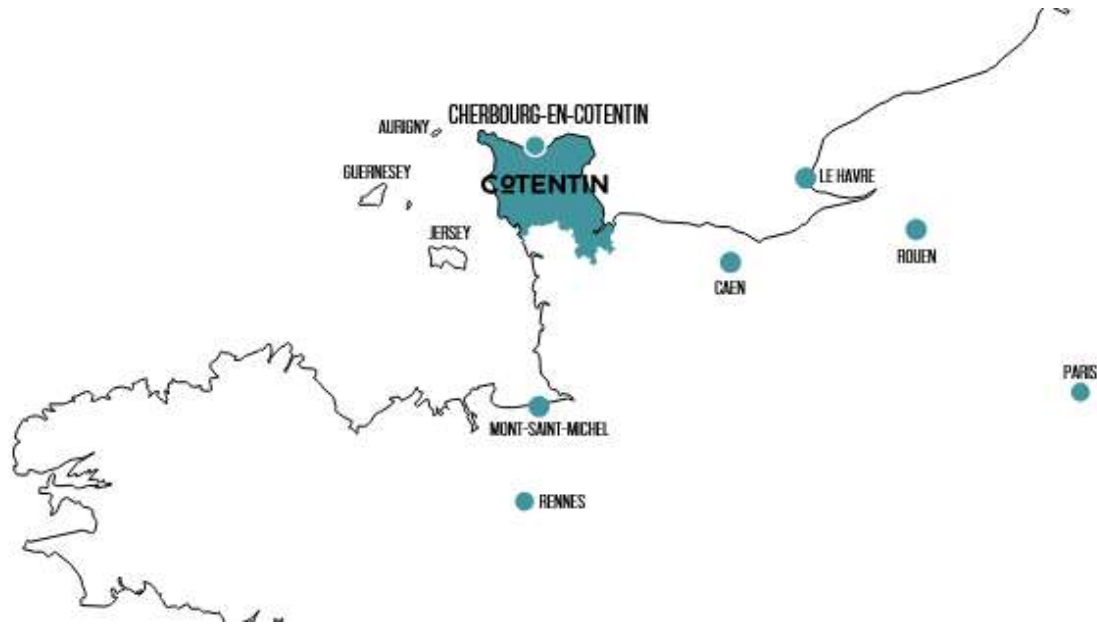 CHERBOURG-EN-COTENTIN
AURIGNY
GUERNESEY
COTENTIN
LE HAVRE
JERSEY
ROUEN
CAEN
PARIS
MONT-SAINT-MICHEL
RENNES